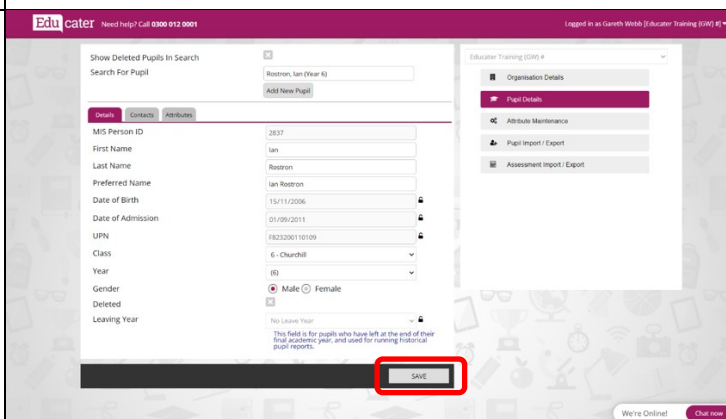 Educater Need help? Call 0300 012 0001
Logged in as Gareth Webb [Educater Training (GW) #]
Show Deleted Pupils In Search
Search For Pupil
Rostron, Ian (Year 6)
Add New Pupil
Details Contacts Attributes
MIS Person ID 2837
First Name Ian
Last Name Rostron
Preferred Name Ian Rostron
Date of Birth 15/11/2006
Date of Admission 01/09/2011
UPN F823200110109
Class 6 - Churchill
Year (6)
Gender Male Female
Deleted
Leaving Year No Leave Year
This field is for pupils who have left at the end of their
final academic year, and used for running historical
pupil reports.
SAVE
Educater Training (GW) #
Organisation Details
Pupil Details
Attribute Maintenance
Pupil Import / Export
Assessment Import / Export
We're Online! Chat now